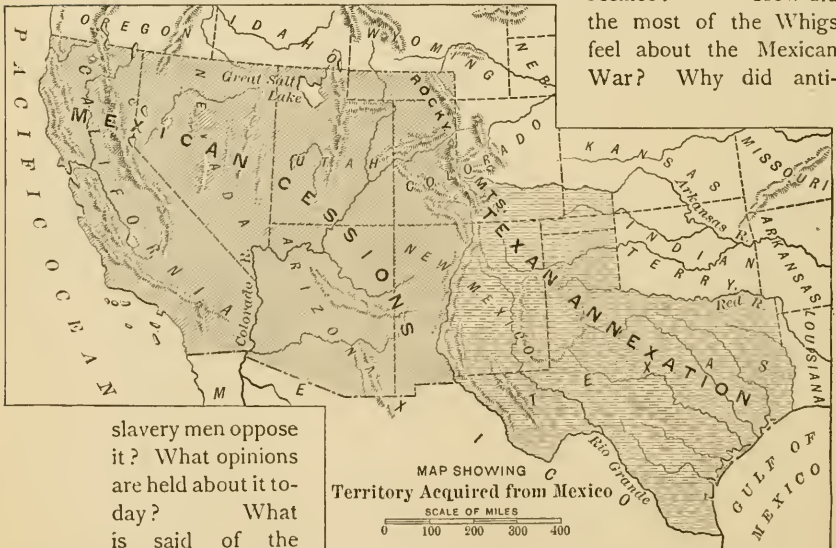 the most of the Whigs
feel about the Mexican
War? Why did anti-
OREGON
IDAHO
WYOMING
NEB
PACIFIC OCEAN
CALIFORNIA
NEVADA
Great Salt
Lake
UTAH
ROCKY
MTS.
COLORADO
KANSAS
MISSOURI
MEXICAN
CESSIONS
Arkansas R.
INDIAN
TERRY.
ARKANSAS
ARIZONA
NEW MEXICO
TEXAN ANNEXATION
Red R.
LOUISIANA
Colorado R.
TEXAS
MEXICO
Rio Grande
GULF OF
MEXICO
slavery men oppose
it? What opinions
are held about it to-
day? What
is said of the
MAP SHOWING
Territory Acquired from Mexico
SCALE OF MILES
0 100 200 300 400